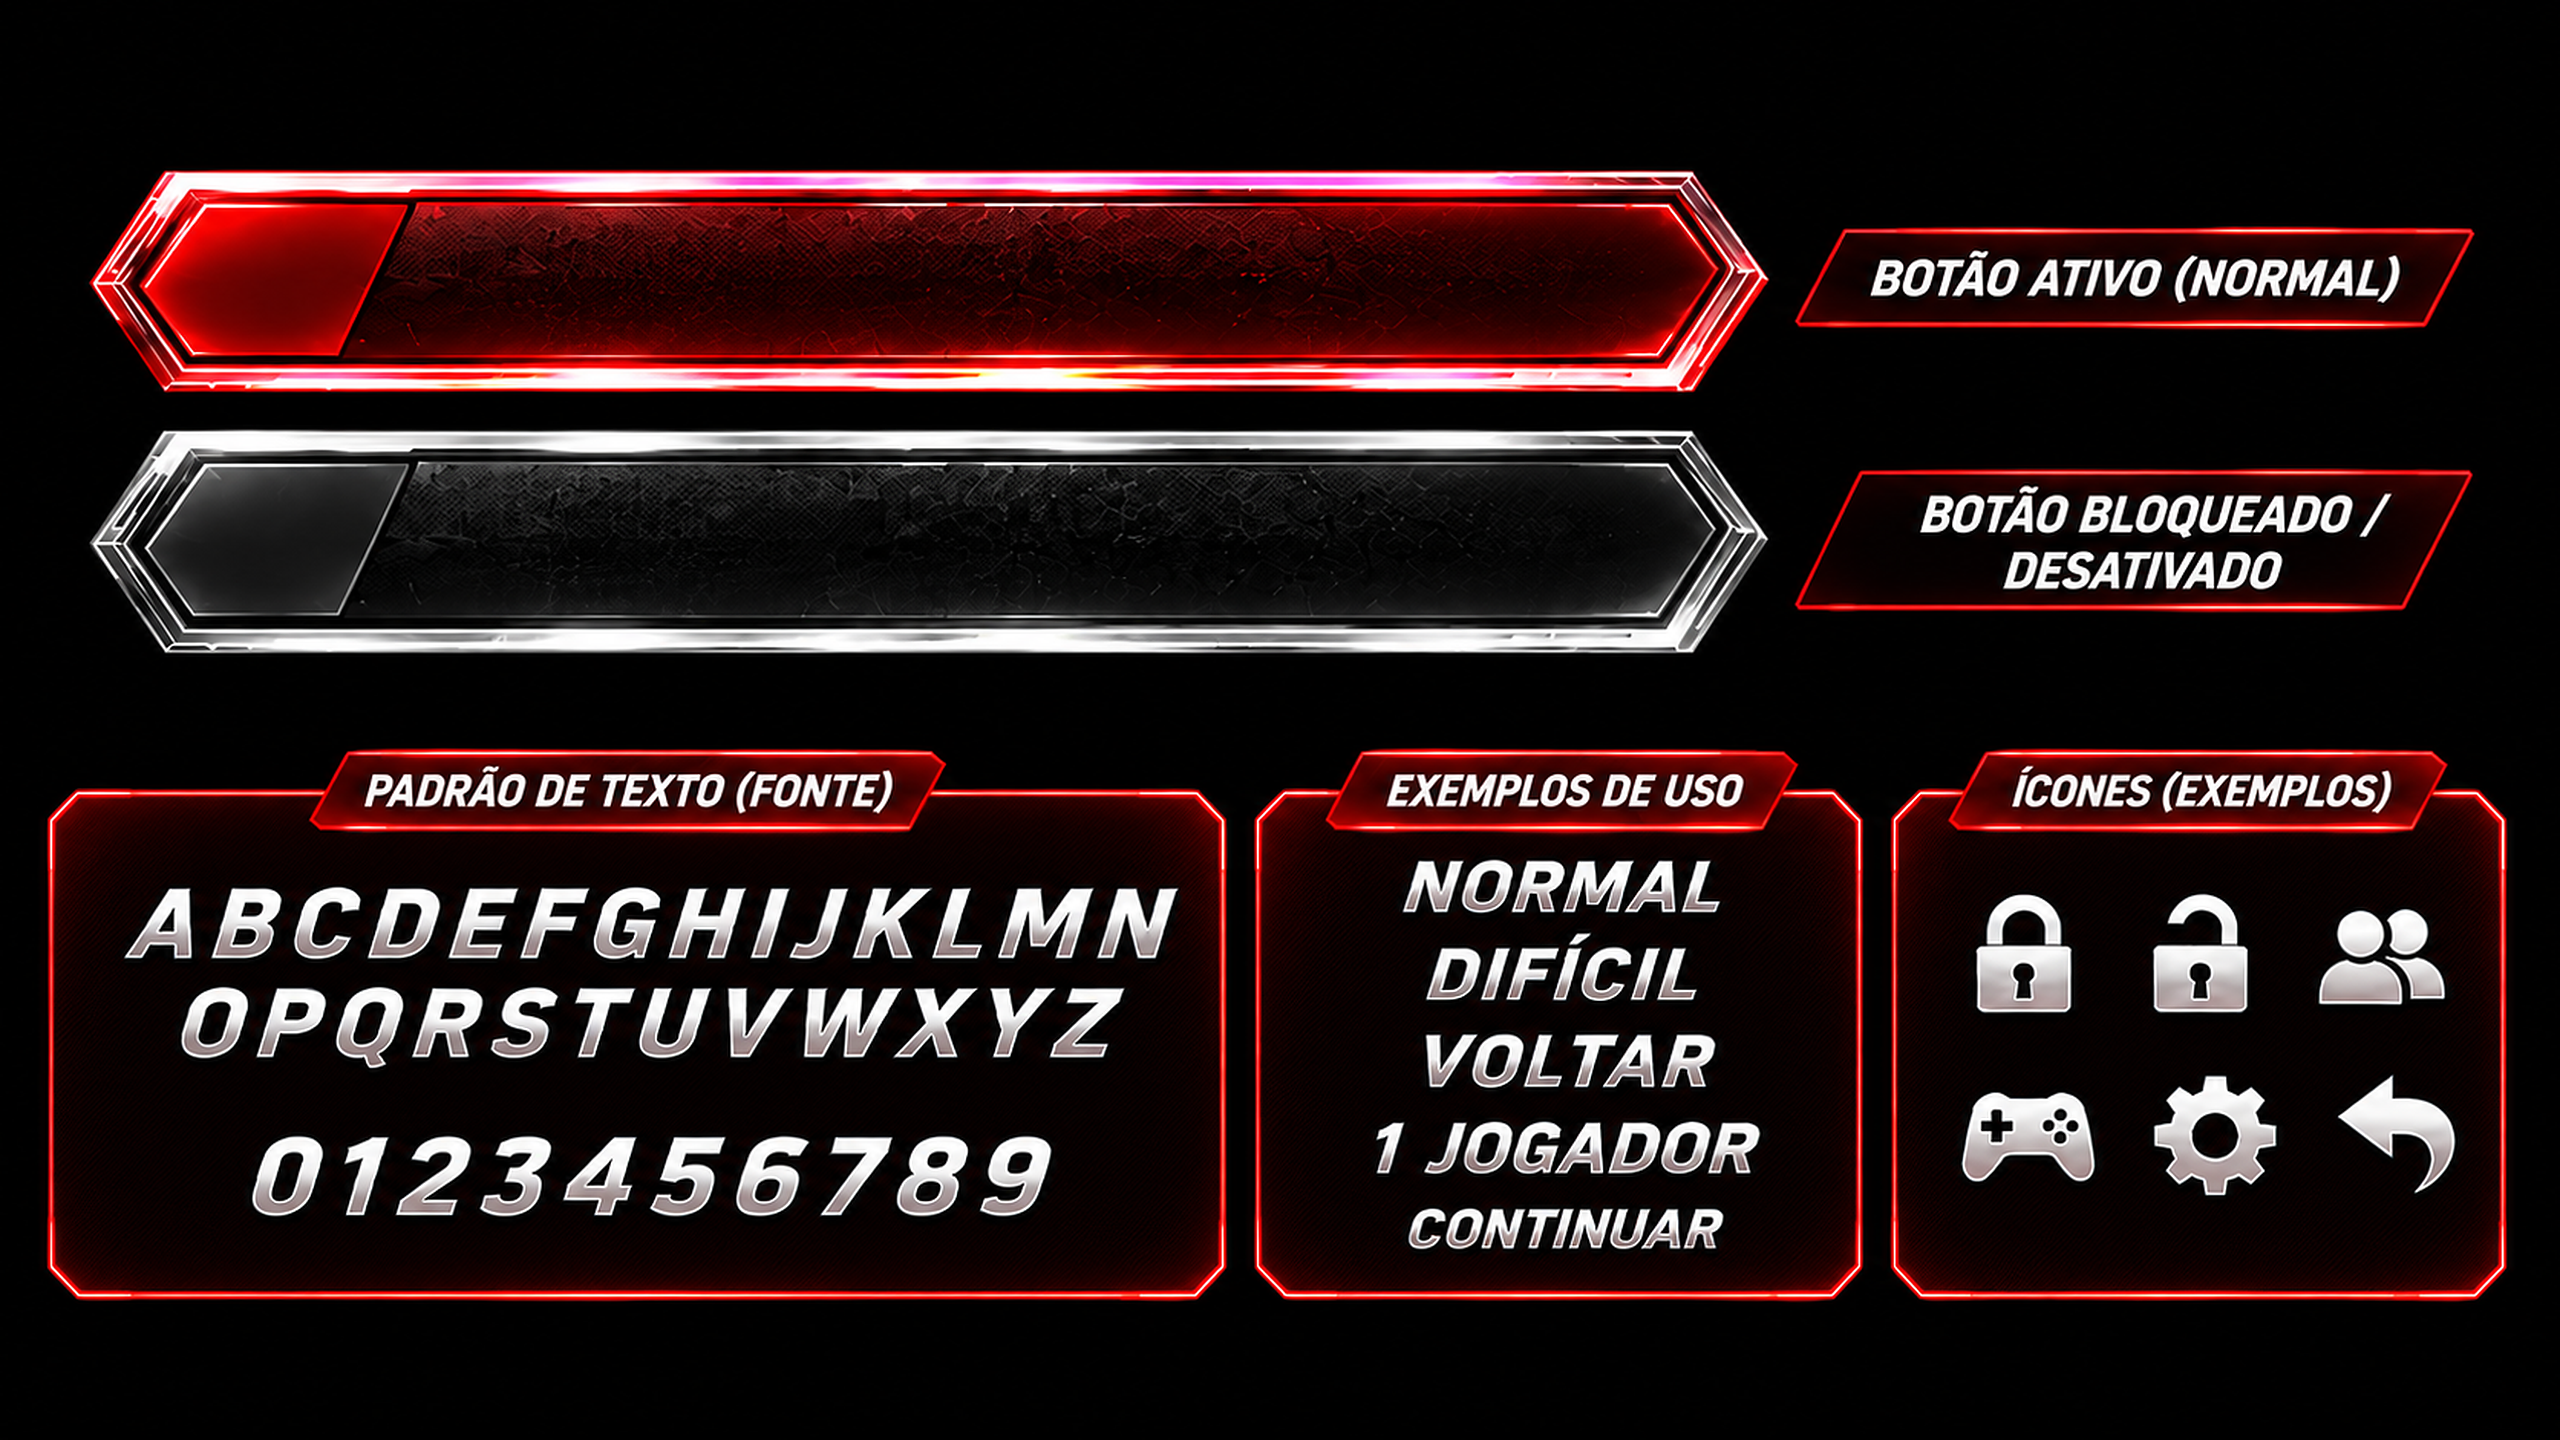 BOTÃO ATIVO (NORMAL)
BOTÃO BLOQUEADO /
DESATIVADO
PADRÃO DE TEXTO (FONTE)
ABCDEFGHIJKLMN
OPQRSTUVWXYZ
0123456789
EXEMPLOS DE USO
NORMAL
DIFÍCIL
VOLTAR
1 JOGADOR
CONTINUAR
ÍCONES (EXEMPLOS)